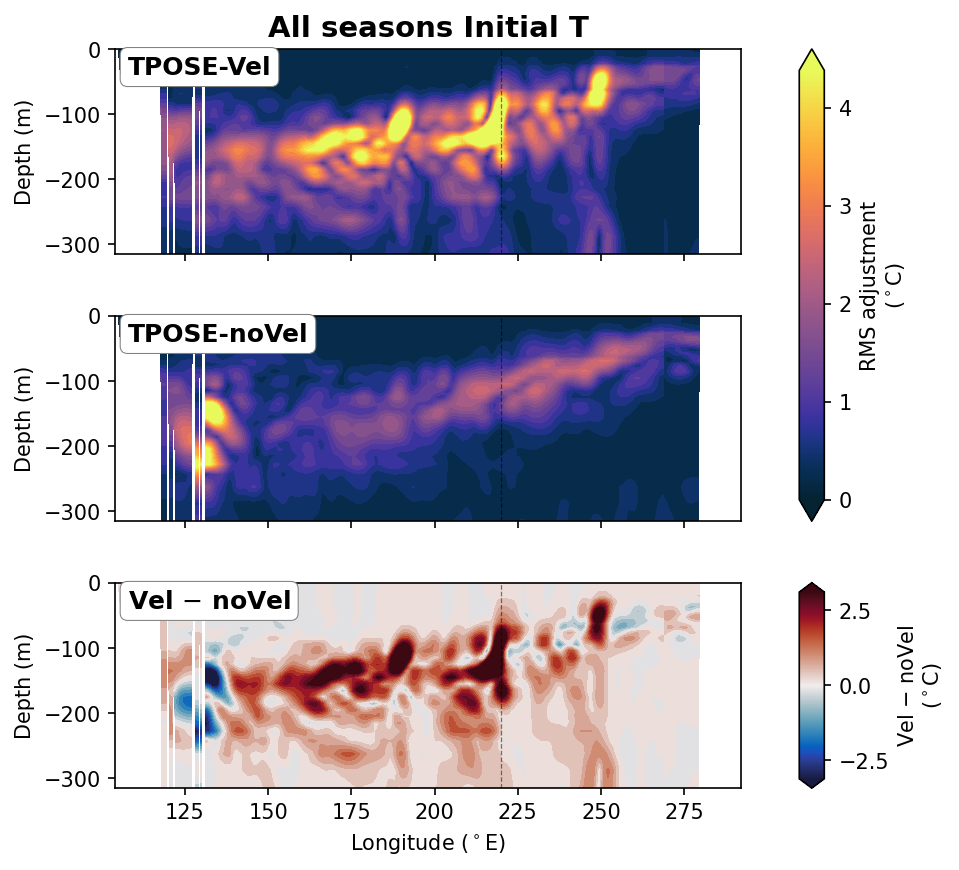 All seasons Initial T
TPOSE-Vel
0
−100
−200
−300
Depth (m)
TPOSE-noVel
0
−100
−200
−300
Depth (m)
Vel − noVel
0
−100
−200
−300
Depth (m)
125 150 175 200 225 250 275
Longitude (°E)
4
3
2
1
0
RMS adjustment
(°C)
2.5
0.0
−2.5
Vel − noVel
(°C)